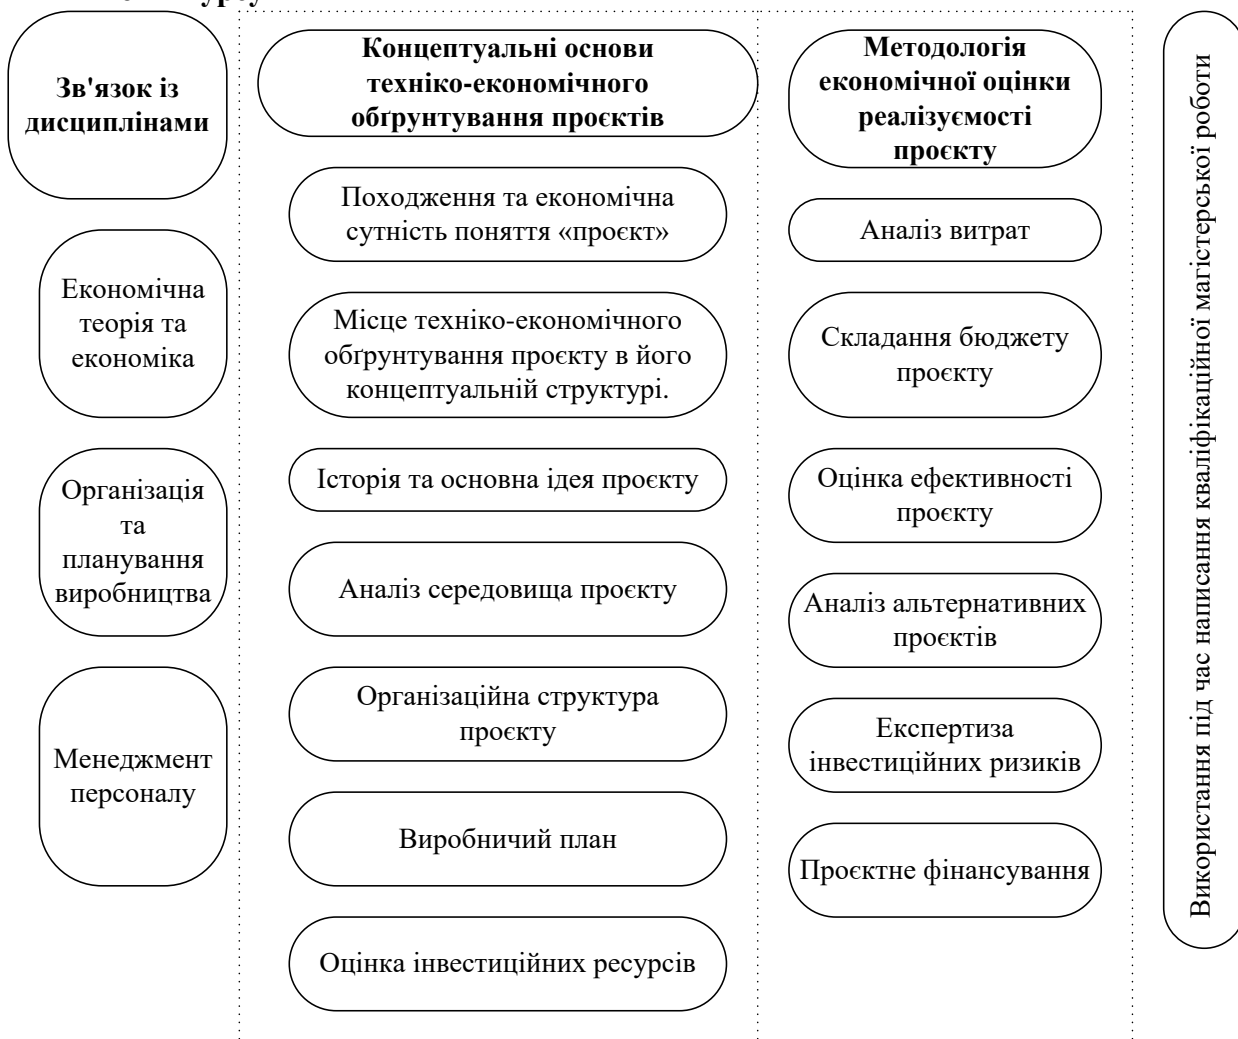 Зв'язок із
дисциплінами
Економічна
теорія та
економіка
Організація
та
планування
виробництва
Менеджмент
персоналу
Концептуальні основи
техніко-економічного
обґрунтування проєктів
Походження та економічна
сутність поняття «проєкт»
Місце техніко-економічного
обґрунтування проєкту в його
концептуальній структурі.
Історія та основна ідея проєкту
Аналіз середовища проєкту
Організаційна структура
проєкту
Виробничий план
Оцінка інвестиційних ресурсів
Методологія
економічної оцінки
реалізуємості
проєкту
Аналіз витрат
Складання бюджету
проєкту
Оцінка ефективності
проєкту
Аналіз альтернативних
проєктів
Експертиза
інвестиційних ризиків
Проєктне фінансування
Використання під час написання кваліфікаційної магістерської роботи